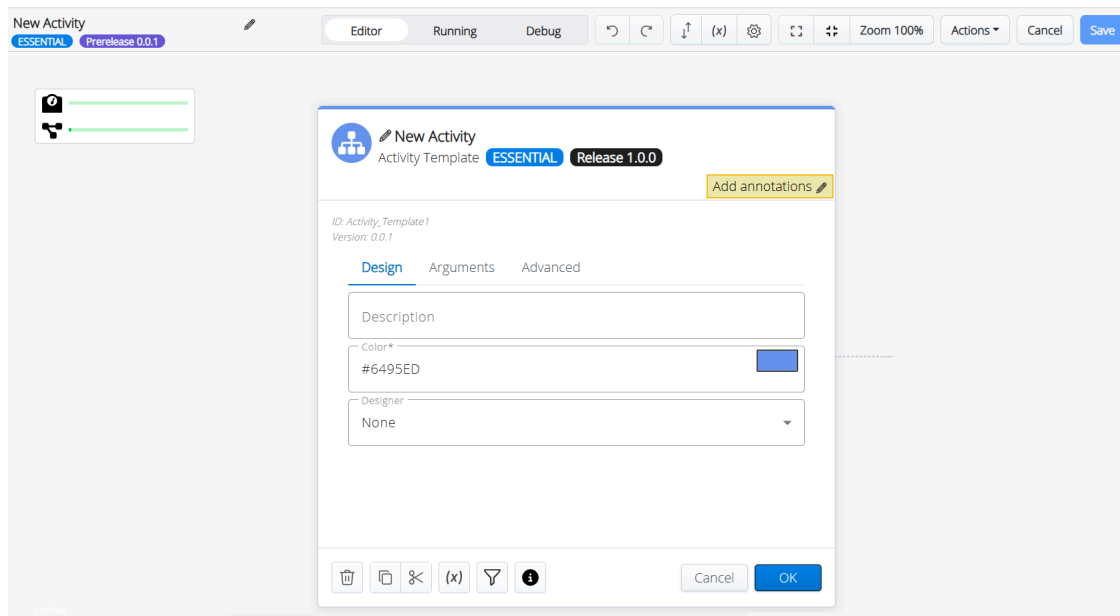 New Activity
ESSENTIAL Prerelease 0.0.1
Editor Running Debug (x) Zoom 100% Actions Cancel Save
New Activity
Activity Template ESSENTIAL Release 1.0.0
Add annotations
ID: Activity_Template1
Version: 0.0.1
Design Arguments Advanced
Description
Color*
#6495ED
Designer
None
(x) Cancel OK